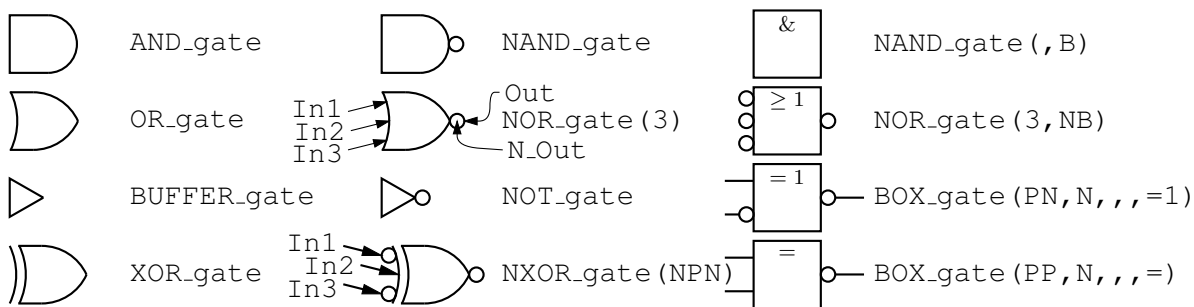 AND_gate NAND_gate & NAND_gate(,B)
In1 Out ≥ 1
OR_gate In2 NOR_gate(3) NOR_gate(3,NB)
In3 N_Out
BUFFER_gate NOT_gate = 1 BOX_gate(PN,N,,,=1)
In1 =
XOR_gate In2 NXOR_gate(NPN) BOX_gate(PP,N,,,=)
In3